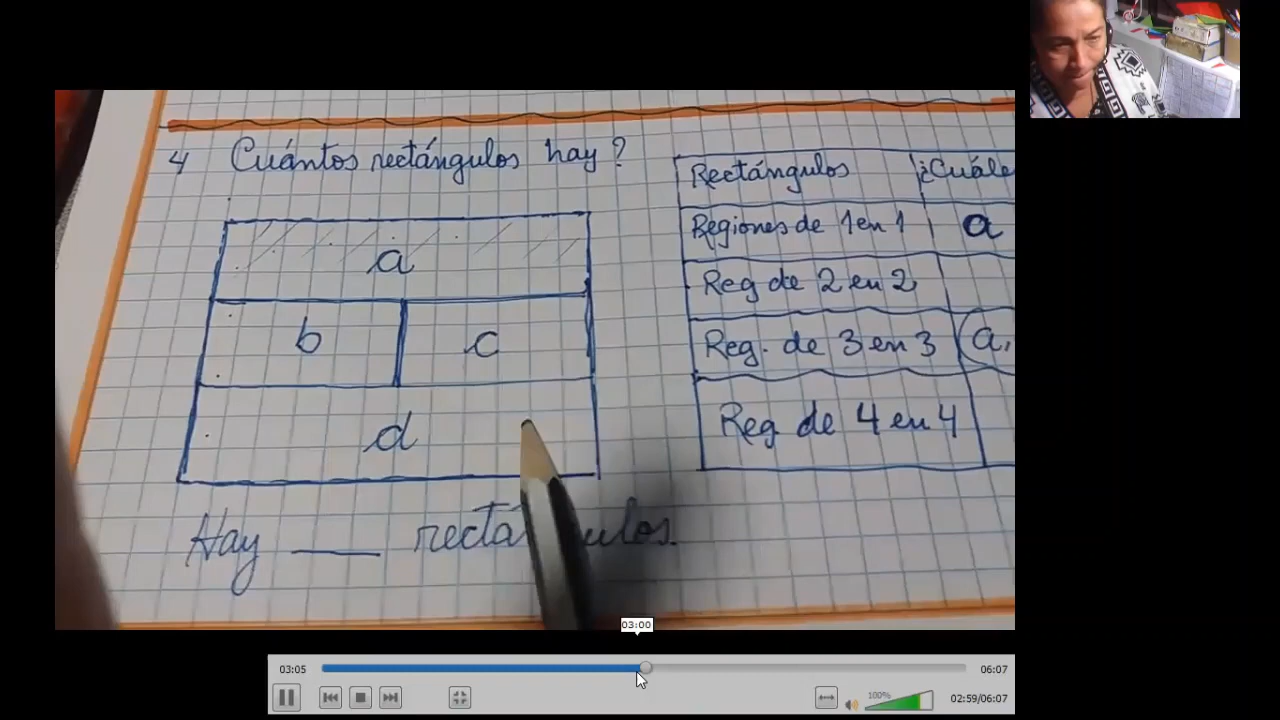 4 Cuántos rectángulos hay?
a
b c
d
Hay ____ rectángulos.
Rectángulos ¿Cuále
Regiones de 1 en 1 a
Reg de 2 en 2
Reg. de 3 en 3 (a,
Reg de 4 en 4
03:00
03:05 06:07
100% 02:59/06:07